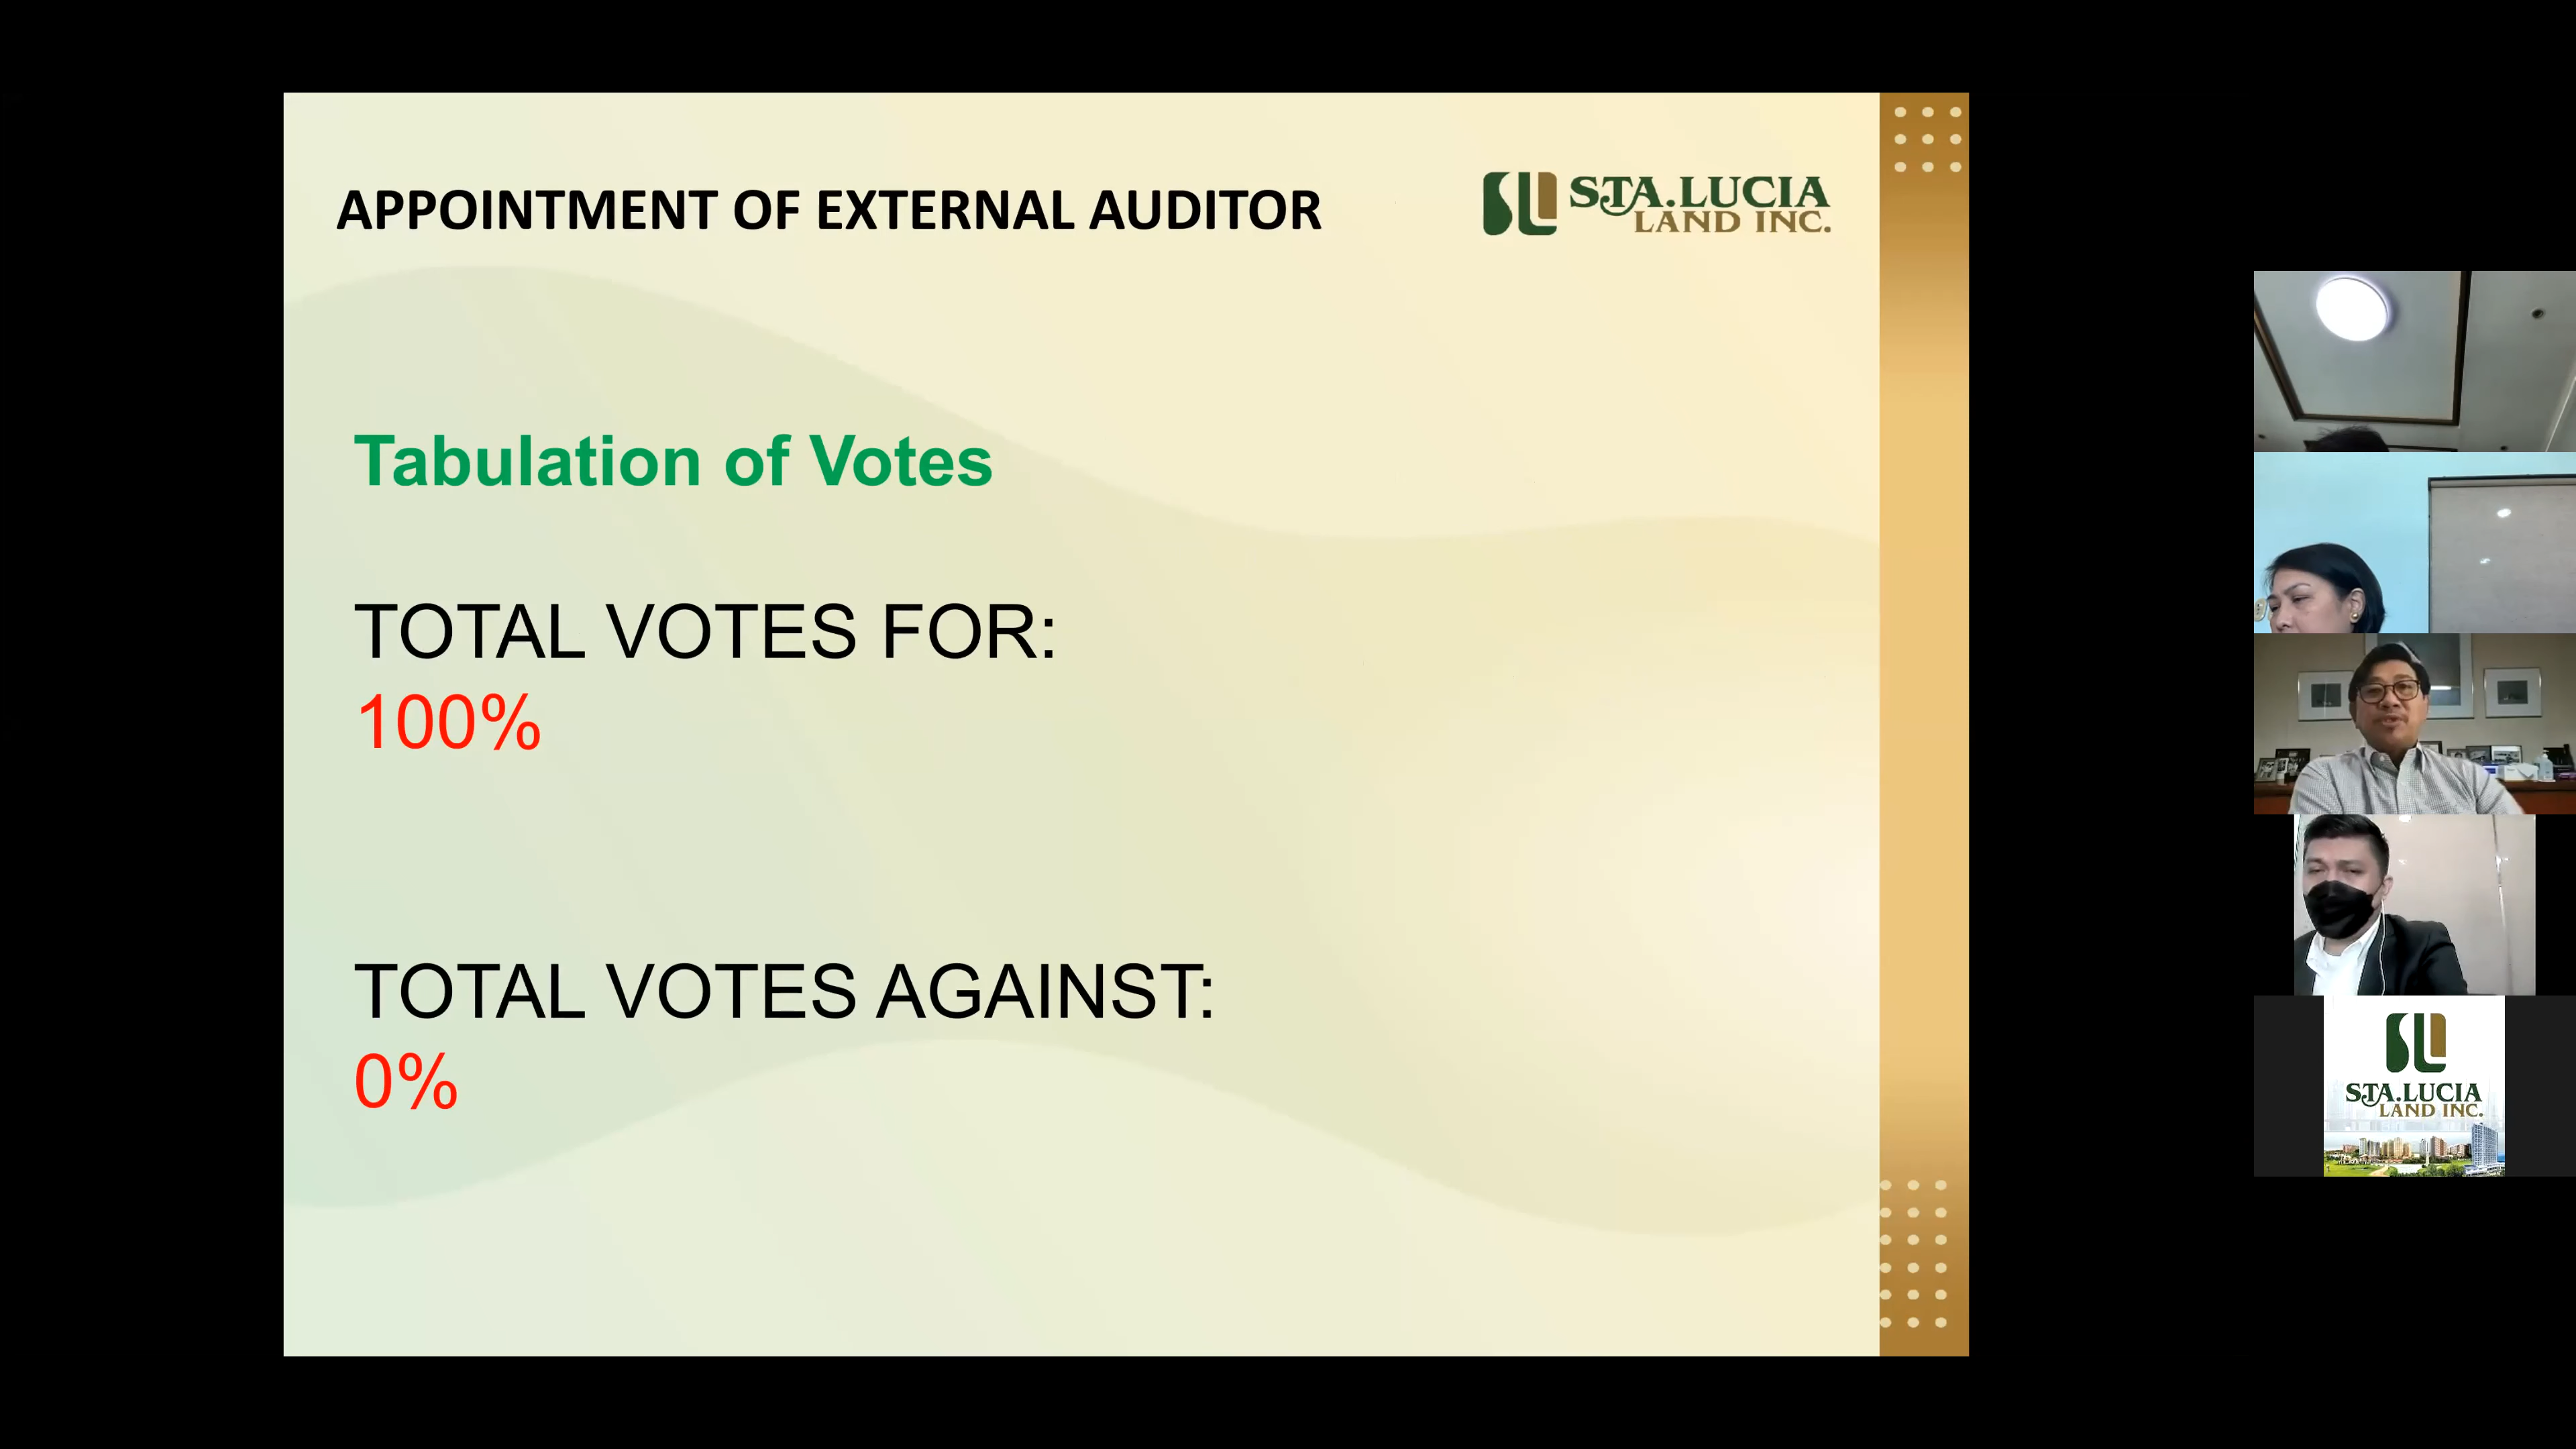 APPOINTMENT OF EXTERNAL AUDITOR
STA.LUCIA
LAND INC.
Tabulation of Votes
TOTAL VOTES FOR:
100%
TOTAL VOTES AGAINST:
0%
STA.LUCIA
LAND INC.